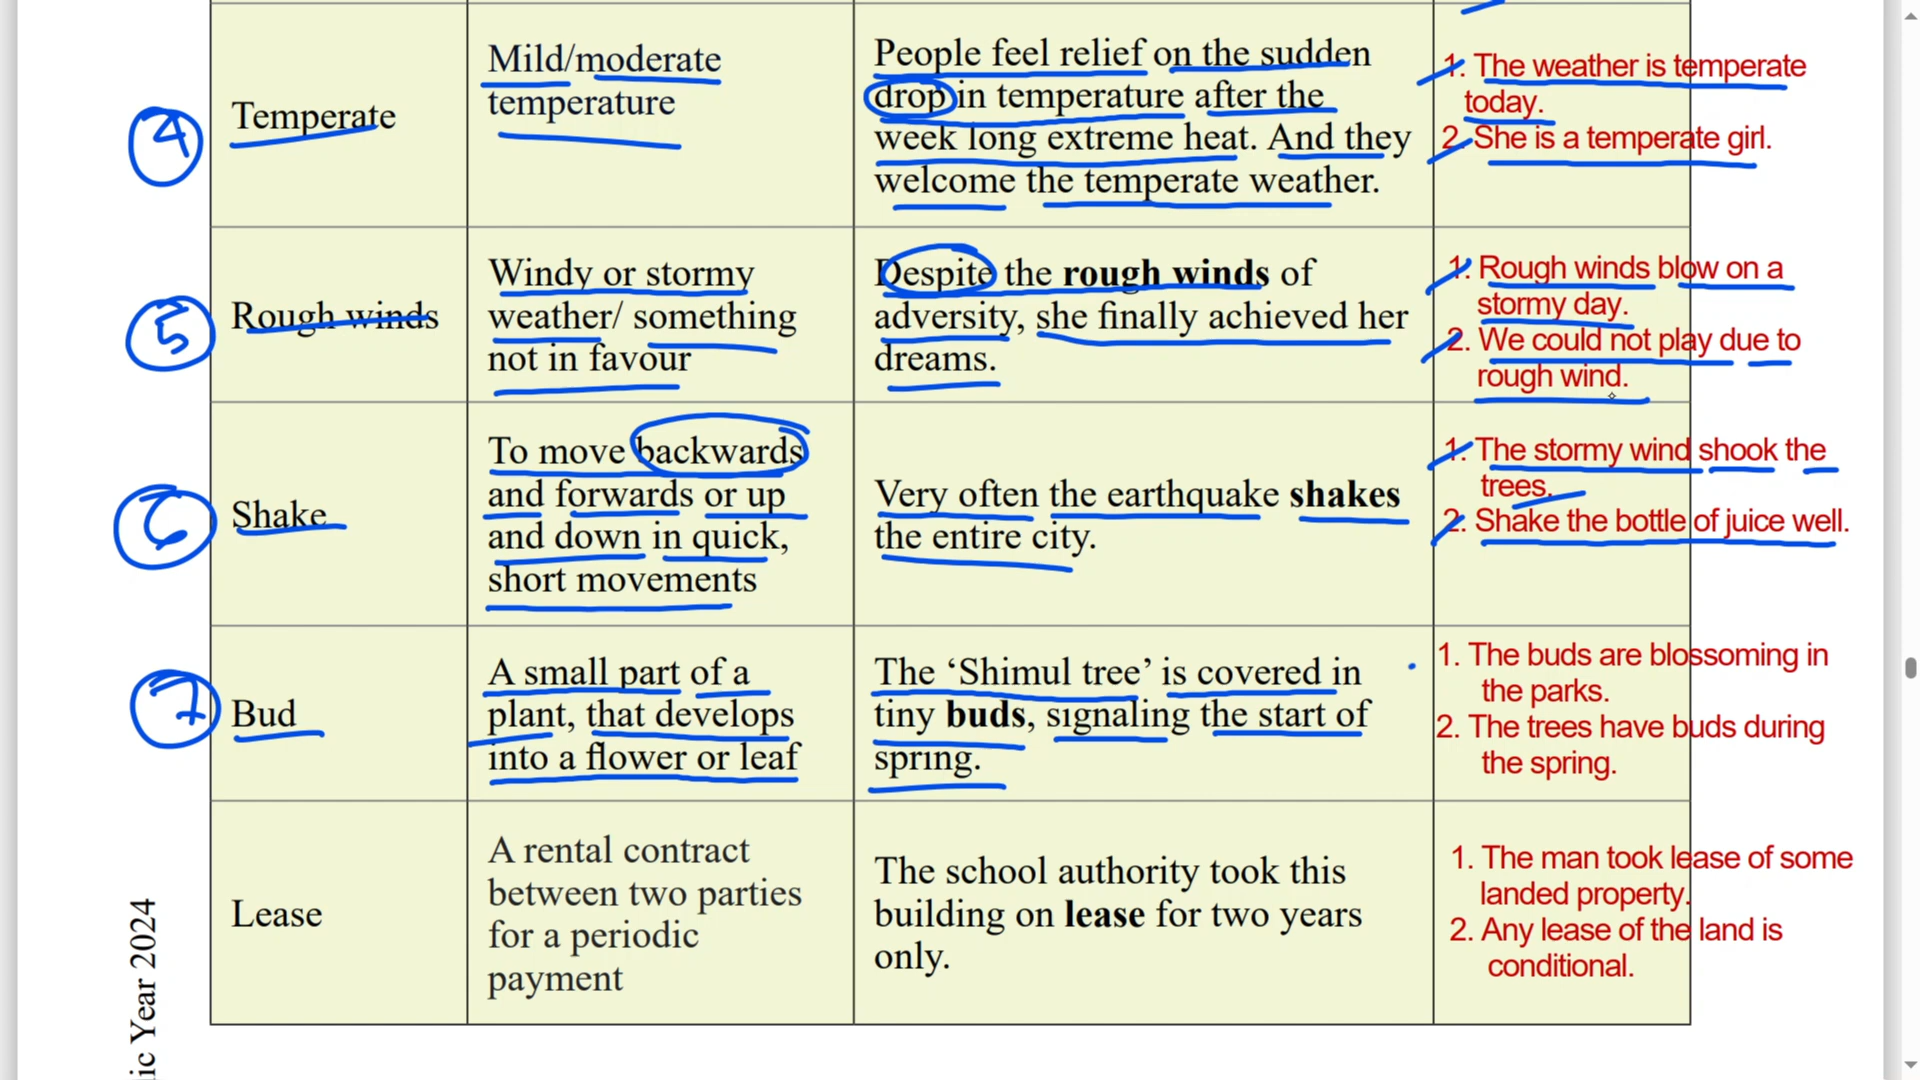 4
Temperate
Mild/moderate
temperature
People feel relief on the sudden
drop in temperature after the
week long extreme heat. And they
welcome the temperate weather.
1. The weather is temperate
today.
2. She is a temperate girl.
5
Rough winds
Windy or stormy
weather/ something
not in favour
Despite the rough winds of
adversity, she finally achieved her
dreams.
1. Rough winds blow on a
stormy day.
2. We could not play due to
rough wind.
6
Shake
To move backwards
and forwards or up
and down in quick,
short movements
Very often the earthquake shakes
the entire city.
1. The stormy wind shook the
trees.
2. Shake the bottle of juice well.
7
Bud
A small part of a
plant, that develops
into a flower or leaf
The ‘Shimul tree’ is covered in
tiny buds, signaling the start of
spring.
1. The buds are blossoming in
the parks.
2. The trees have buds during
the spring.
Lease
A rental contract
between two parties
for a periodic
payment
The school authority took this
building on lease for two years
only.
1. The man took lease of some
landed property.
2. Any lease of the land is
conditional.
ic Year 2024